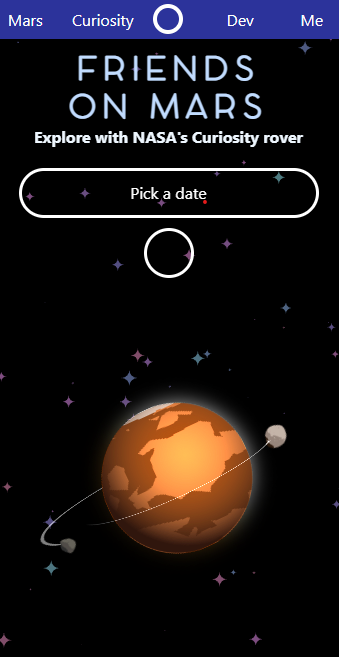 Mars Curiosity Dev Me
FRIENDS
ON MARS
Explore with NASA's Curiosity rover
Pick a date